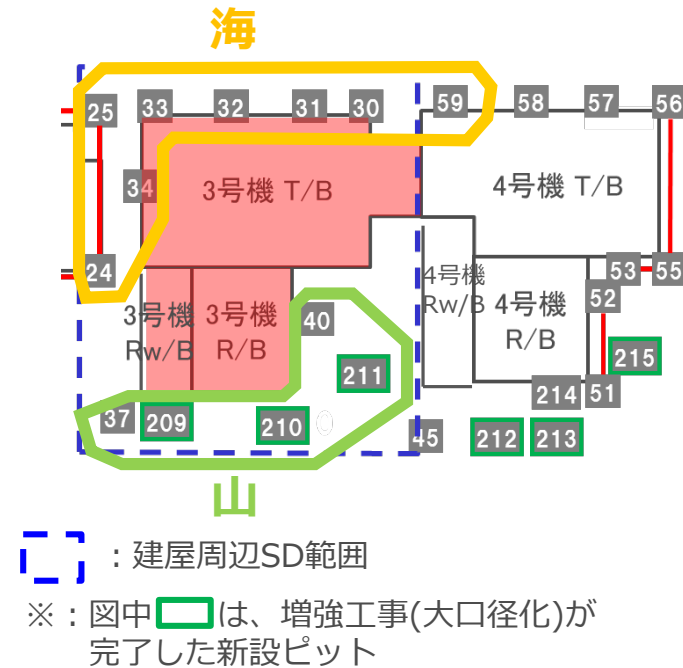 海
25 33 32 31 30 59 58 57 56
34 3号機 T/B 4号機 T/B
24 53 55
4号機
Rw/B
3号機
Rw/B
3号機
R/B
4号機
R/B
40 52
211 215
37 209 210 45 212 213 214 51
山
：建屋周辺SD範囲
※：図中 は、増強工事(大口径化)が
完了した新設ピット